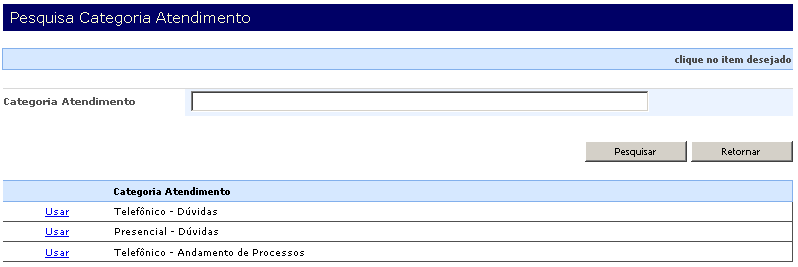 Pesquisa Categoria Atendimento
clique no item desejado
Categoria Atendimento
Pesquisar Retornar
Categoria Atendimento
Usar Telefônico - Dúvidas
Usar Presencial - Dúvidas
Usar Telefônico - Andamento de Processos